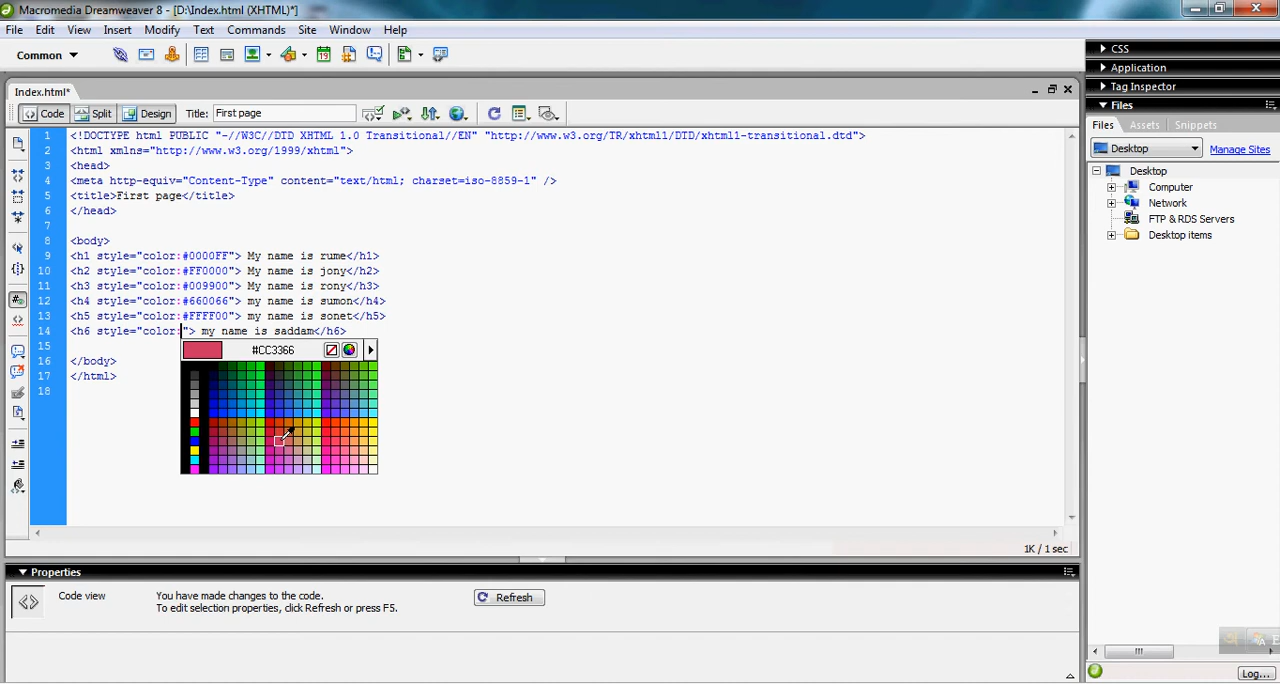 Macromedia Dreamweaver 8 - [D:\Index.html (XHTML)*]
File Edit View Insert Modify Text Commands Site Window Help
Common
CSS
Application
Tag Inspector
Files
Index.html*
Code Split Design Title: First page
Files Assets Snippets
Desktop Manage Sites
Desktop
Computer
Network
FTP & RDS Servers
Desktop items
1 <!DOCTYPE html PUBLIC "-//W3C//DTD XHTML 1.0 Transitional//EN" "http://www.w3.org/TR/xhtml1/DTD/xhtml1-transitional.dtd">
2 <html xmlns="http://www.w3.org/1999/xhtml">
3 <head>
4 <meta http-equiv="Content-Type" content="text/html; charset=iso-8859-1" />
5 <title>First page</title>
6 </head>
7
8 <body>
9 <h1 style="color:#0000FF"> My name is rume</h1>
10 <h2 style="color:#FF0000"> My name is jony</h2>
11 <h3 style="color:#009900"> My name is rony</h3>
12 <h4 style="color:#660066"> my name is sumon</h4>
13 <h5 style="color:#FFFF00"> my name is sonet</h5>
14 <h6 style="color:"> my name is saddam</h6>
15
16 </body>
17 </html>
18
#CC3366
1K / 1 sec
Properties
Code view
You have made changes to the code.
To edit selection properties, click Refresh or press F5.
Refresh
Log...